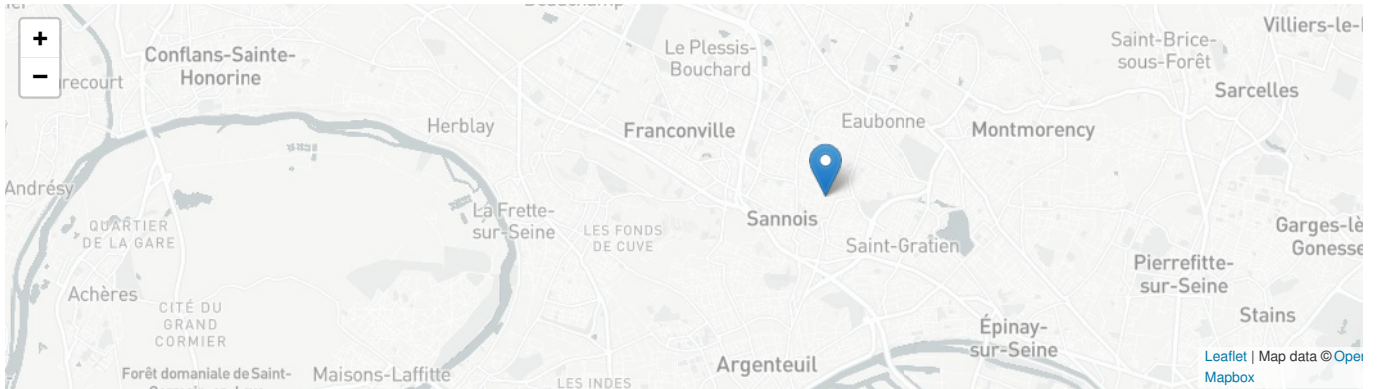 +
−
Conflans-Sainte-
Honorine
Le Plessis-
Bouchard
Saint-Brice-
sous-Forêt
Sarcelles
Herblay
Franconville
Eaubonne
Montmorency
Andrésy
QUARTIER
DE LA GARE
La Frette-
sur-Seine
LES FONDS
DE CUVE
Sannois
Saint-Gratien
Garges-lè
Gonesse
Pierrefitte-
sur-Seine
Achères
CITÉ DU
GRAND
CORMIER
Stains
Épinay-
sur-Seine
Argenteuil
Forêt domaniale de Saint-
Maisons-Laffitte
LES INDES
Leaflet | Map data © Oper
Mapbox